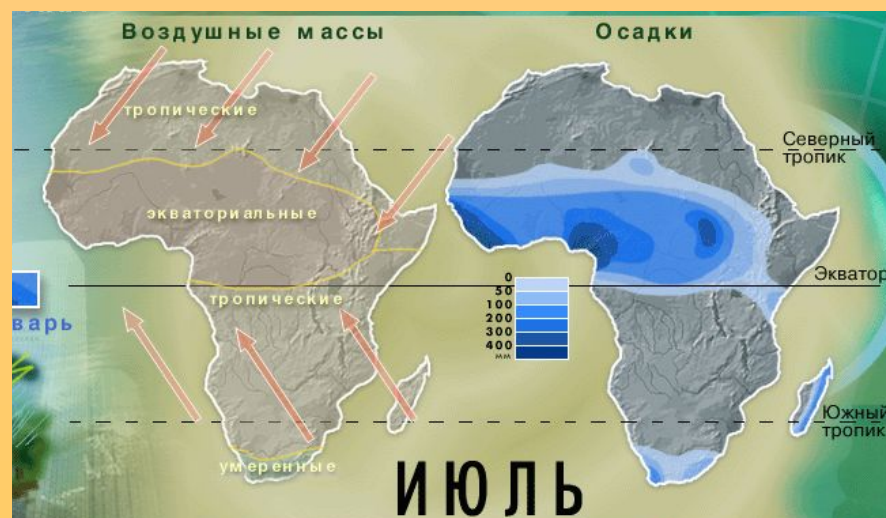 Воздушные массы
Осадки
тропические
экваториальные
тропические
умеренные
Северный
тропик
Экватор
Южный
тропик
0
50
100
200
300
400
мм
варь
ИЮЛЬ